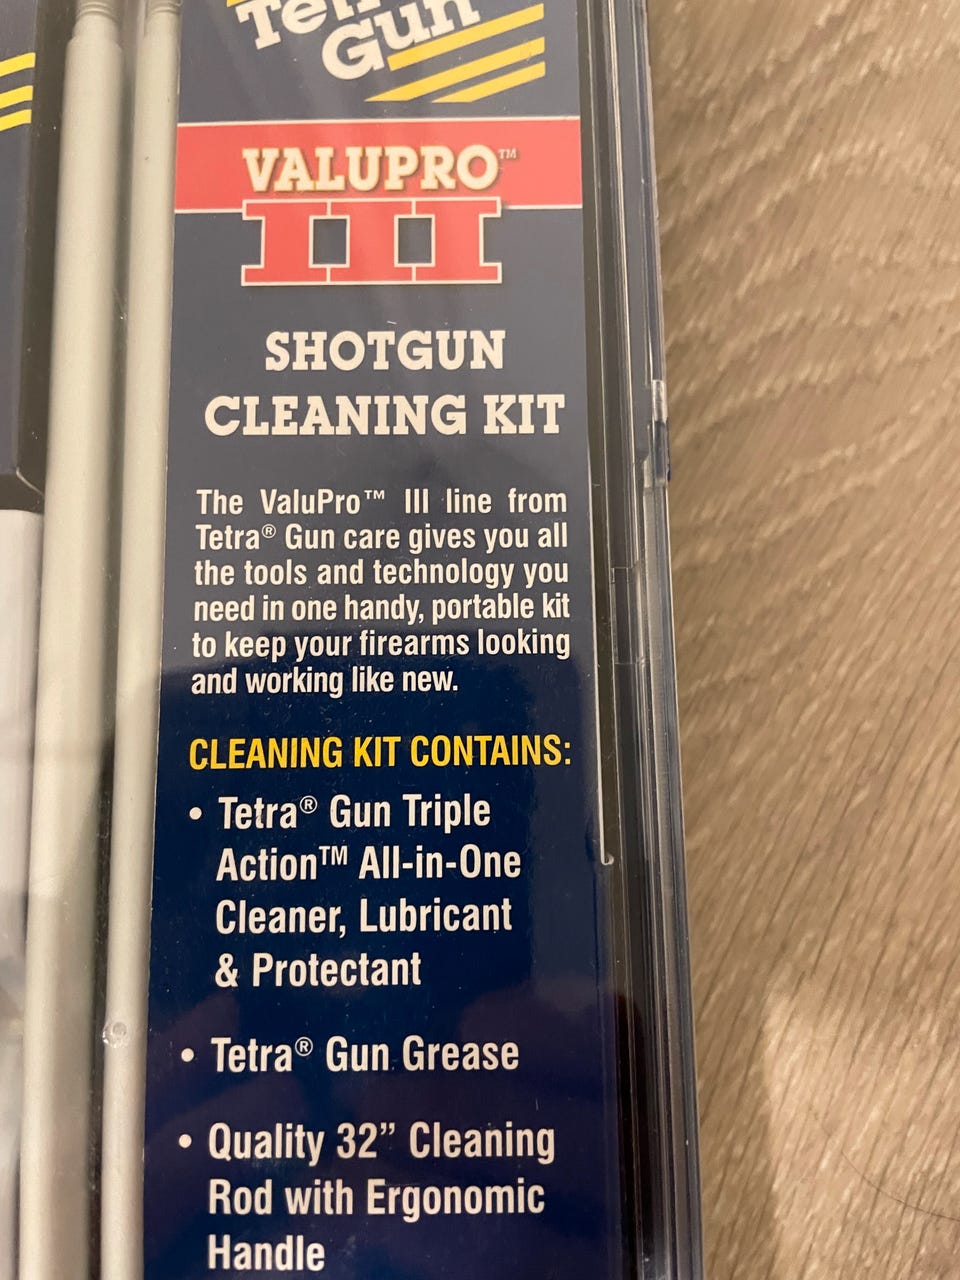 Tetra
Gun
VALUPRO™
III
SHOTGUN
CLEANING KIT
The ValuPro™ III line from
Tetra® Gun care gives you all
the tools and technology you
need in one handy, portable kit
to keep your firearms looking
and working like new.
CLEANING KIT CONTAINS:
• Tetra® Gun Triple
Action™ All-in-One
Cleaner, Lubricant
& Protectant
• Tetra® Gun Grease
• Quality 32” Cleaning
Rod with Ergonomic
Handle